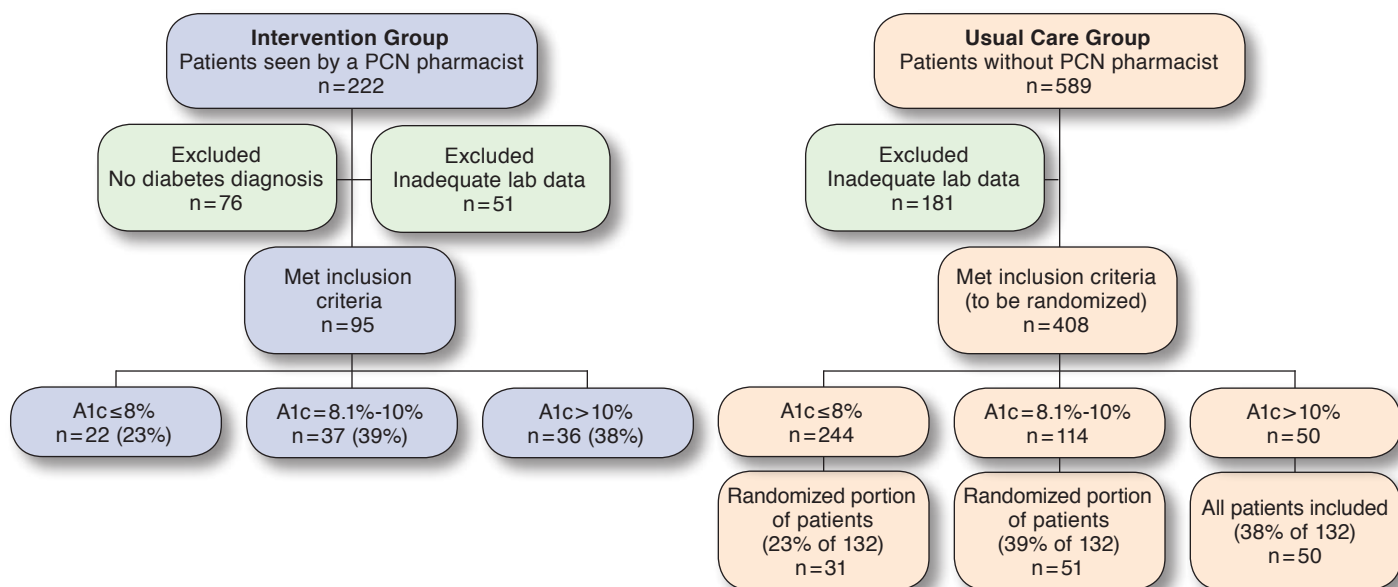 Intervention Group
Patients seen by a PCN pharmacist
n=222
Excluded
No diabetes diagnosis
n=76
Excluded
Inadequate lab data
n=51
Met inclusion
criteria
n=95
A1c≤8%
n=22 (23%)
A1c=8.1%-10%
n=37 (39%)
A1c>10%
n=36 (38%)
Usual Care Group
Patients without PCN pharmacist
n=589
Excluded
Inadequate lab data
n=181
Met inclusion criteria
(to be randomized)
n=408
A1c≤8%
n=244
A1c=8.1%-10%
n=114
A1c>10%
n=50
Randomized portion
of patients
(23% of 132)
n=31
Randomized portion
of patients
(39% of 132)
n=51
All patients included
(38% of 132)
n=50